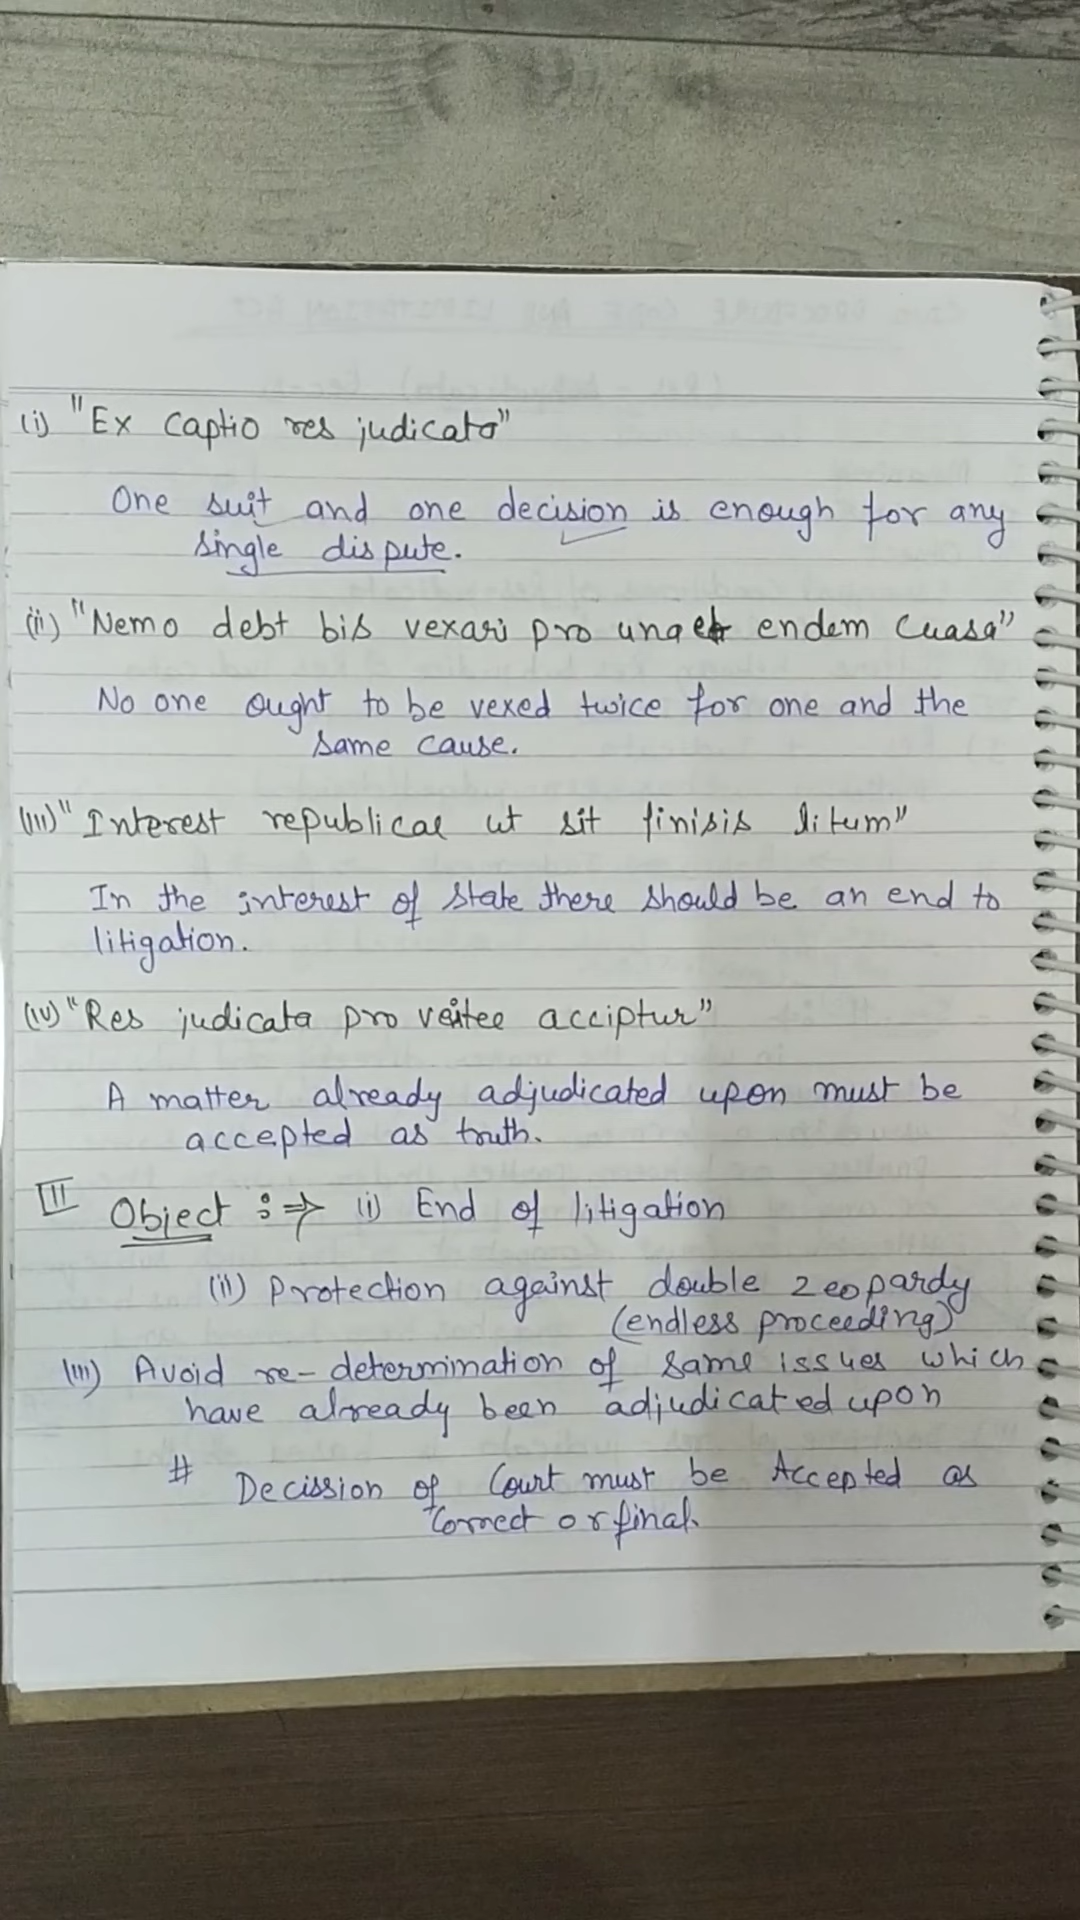 (i) "Ex captio res judicata"
One suit and one decision is enough for any
single dispute.
(ii) "Nemo debt bis vexari pro una et endem Cuasa"
No one ought to be vexed twice for one and the
same cause.
(iii) "Interest republicae ut sit finisis litum"
In the interest of state there should be an end to
litigation.
(iv) "Res judicata pro acciptur"
A matter already adjudicated upon must be
accepted as truth.
II Object :⇒ (i) End of litigation
(ii) Protection against double zeopardy
(endless proceeding)
(iii) Avoid re-determination of same issues which
have already been adjudicated upon
# Decission of Court must be Accepted as
Correct or final.